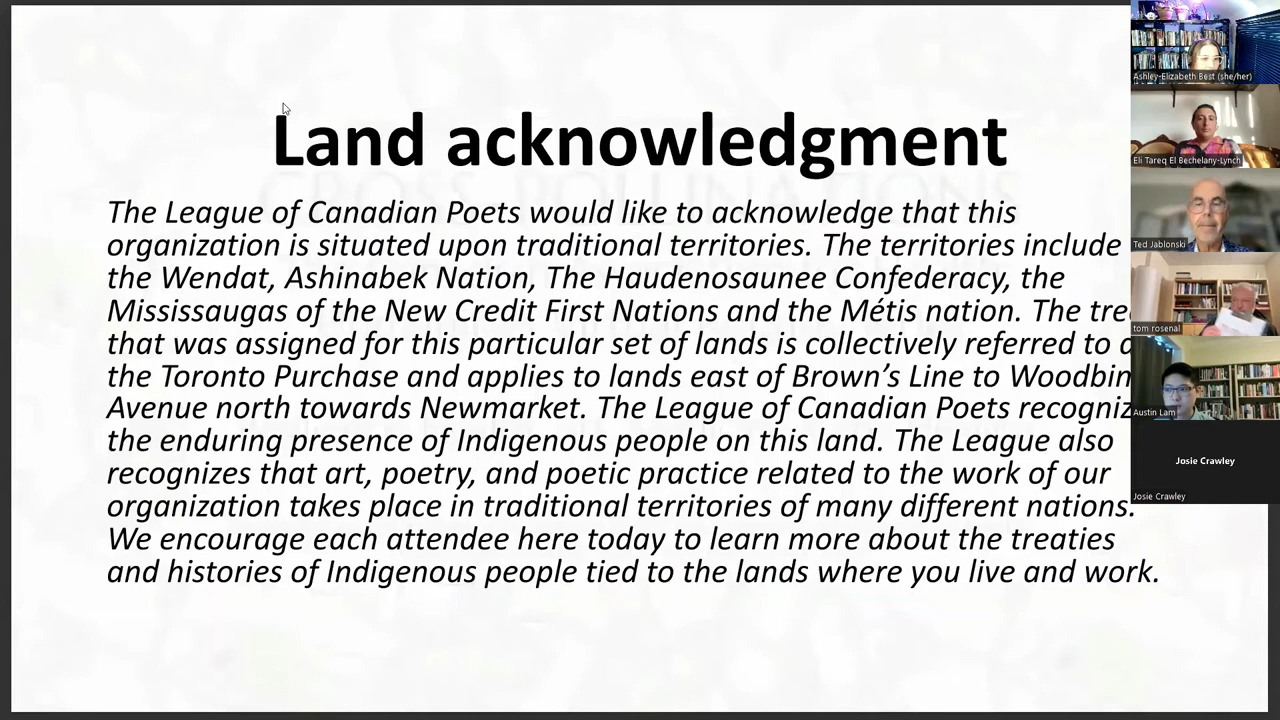 Land acknowledgment
The League of Canadian Poets would like to acknowledge that this
organization is situated upon traditional territories. The territories include
the Wendat, Ashinabek Nation, The Haudenosaunee Confederacy, the
Mississaugas of the New Credit First Nations and the Métis nation. The
that was assigned for this particular set of lands is collectively referred to
the Toronto Purchase and applies to lands east of Brown's Line to
Avenue north towards Newmarket. The League of Canadian Poets
the enduring presence of Indigenous people on this land. The League also
recognizes that art, poetry, and poetic practice related to the work of our
organization takes place in traditional territories of many different nations.
We encourage each attendee here today to learn more about the treaties
and histories of Indigenous people tied to the lands where you live and work.
Ashley-Elizabeth Best (she/her)
Eli Tareq El Bechelany-Lynch
Ted Jablonski
tom rosenal
Austin Lam
Josie Crawley
Josie Crawley